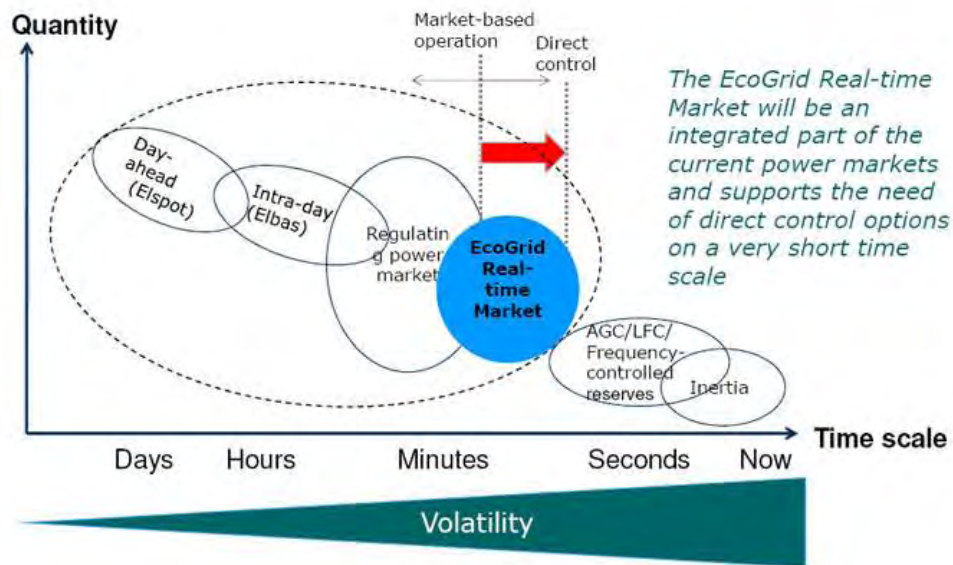 Quantity
Market-based
operation
Direct
control
The EcoGrid Real-time
Market will be an
integrated part of the
current power markets
and supports the need
of direct control options
on a very short time
scale
Day-
ahead
(Elspot)
Intra-day
(Elbas)
Regulatin
g power
market
EcoGrid
Real-
time
Market
AGC/LFC/
Frequency-
controlled
reserves
Inertia
Time scale
Days
Hours
Minutes
Seconds
Now
Volatility